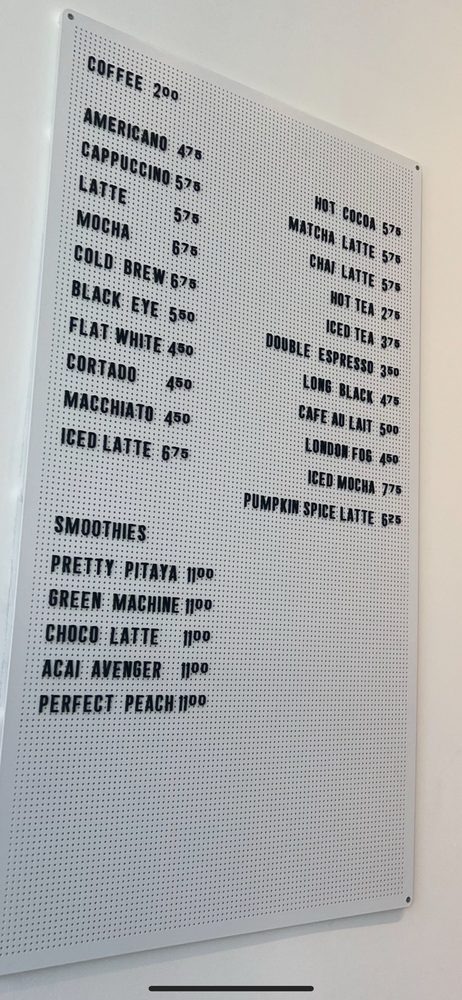 COFFEE 200
AMERICANO 475
CAPPUCCINO 575
LATTE 575
MOCHA 675
COLD BREW 675
BLACK EYE 550
FLAT WHITE 450
CORTADO 450
MACCHIATO 450
ICED LATTE 675
HOT COCOA 575
MATCHA LATTE 575
CHAI LATTE 575
HOT TEA 275
ICED TEA 375
DOUBLE ESPRESSO 350
LONG BLACK 475
CAFE AU LAIT 500
LONDON FOG 450
ICED MOCHA 775
PUMPKIN SPICE LATTE 625
SMOOTHIES
PRETTY PITAYA 1100
GREEN MACHINE 1100
CHOCO LATTE 1100
ACAI AVENGER 1100
PERFECT PEACH 1100